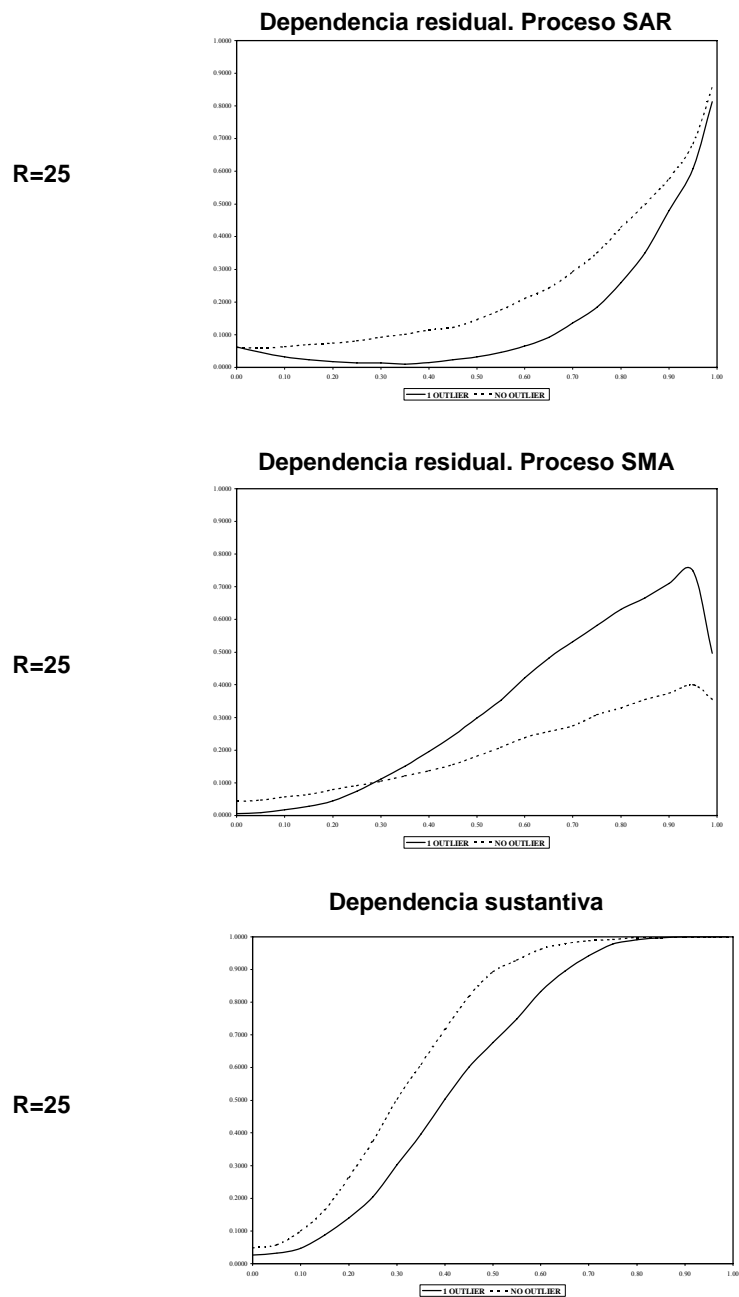 Dependencia residual. Proceso SAR
R=25
1.0000
0.9000
0.8000
0.7000
0.6000
0.5000
0.4000
0.3000
0.2000
0.1000
0.0000
0.00 0.10 0.20 0.30 0.40 0.50 0.60 0.70 0.80 0.90 1.00
1 OUTLIER NO OUTLIER
Dependencia residual. Proceso SMA
R=25
1.0000
0.9000
0.8000
0.7000
0.6000
0.5000
0.4000
0.3000
0.2000
0.1000
0.0000
0.00 0.10 0.20 0.30 0.40 0.50 0.60 0.70 0.80 0.90 1.00
1 OUTLIER NO OUTLIER
Dependencia sustantiva
R=25
1.0000
0.9000
0.8000
0.7000
0.6000
0.5000
0.4000
0.3000
0.2000
0.1000
0.0000
0.00 0.10 0.20 0.30 0.40 0.50 0.60 0.70 0.80 0.90 1.00
1 OUTLIER NO OUTLIER